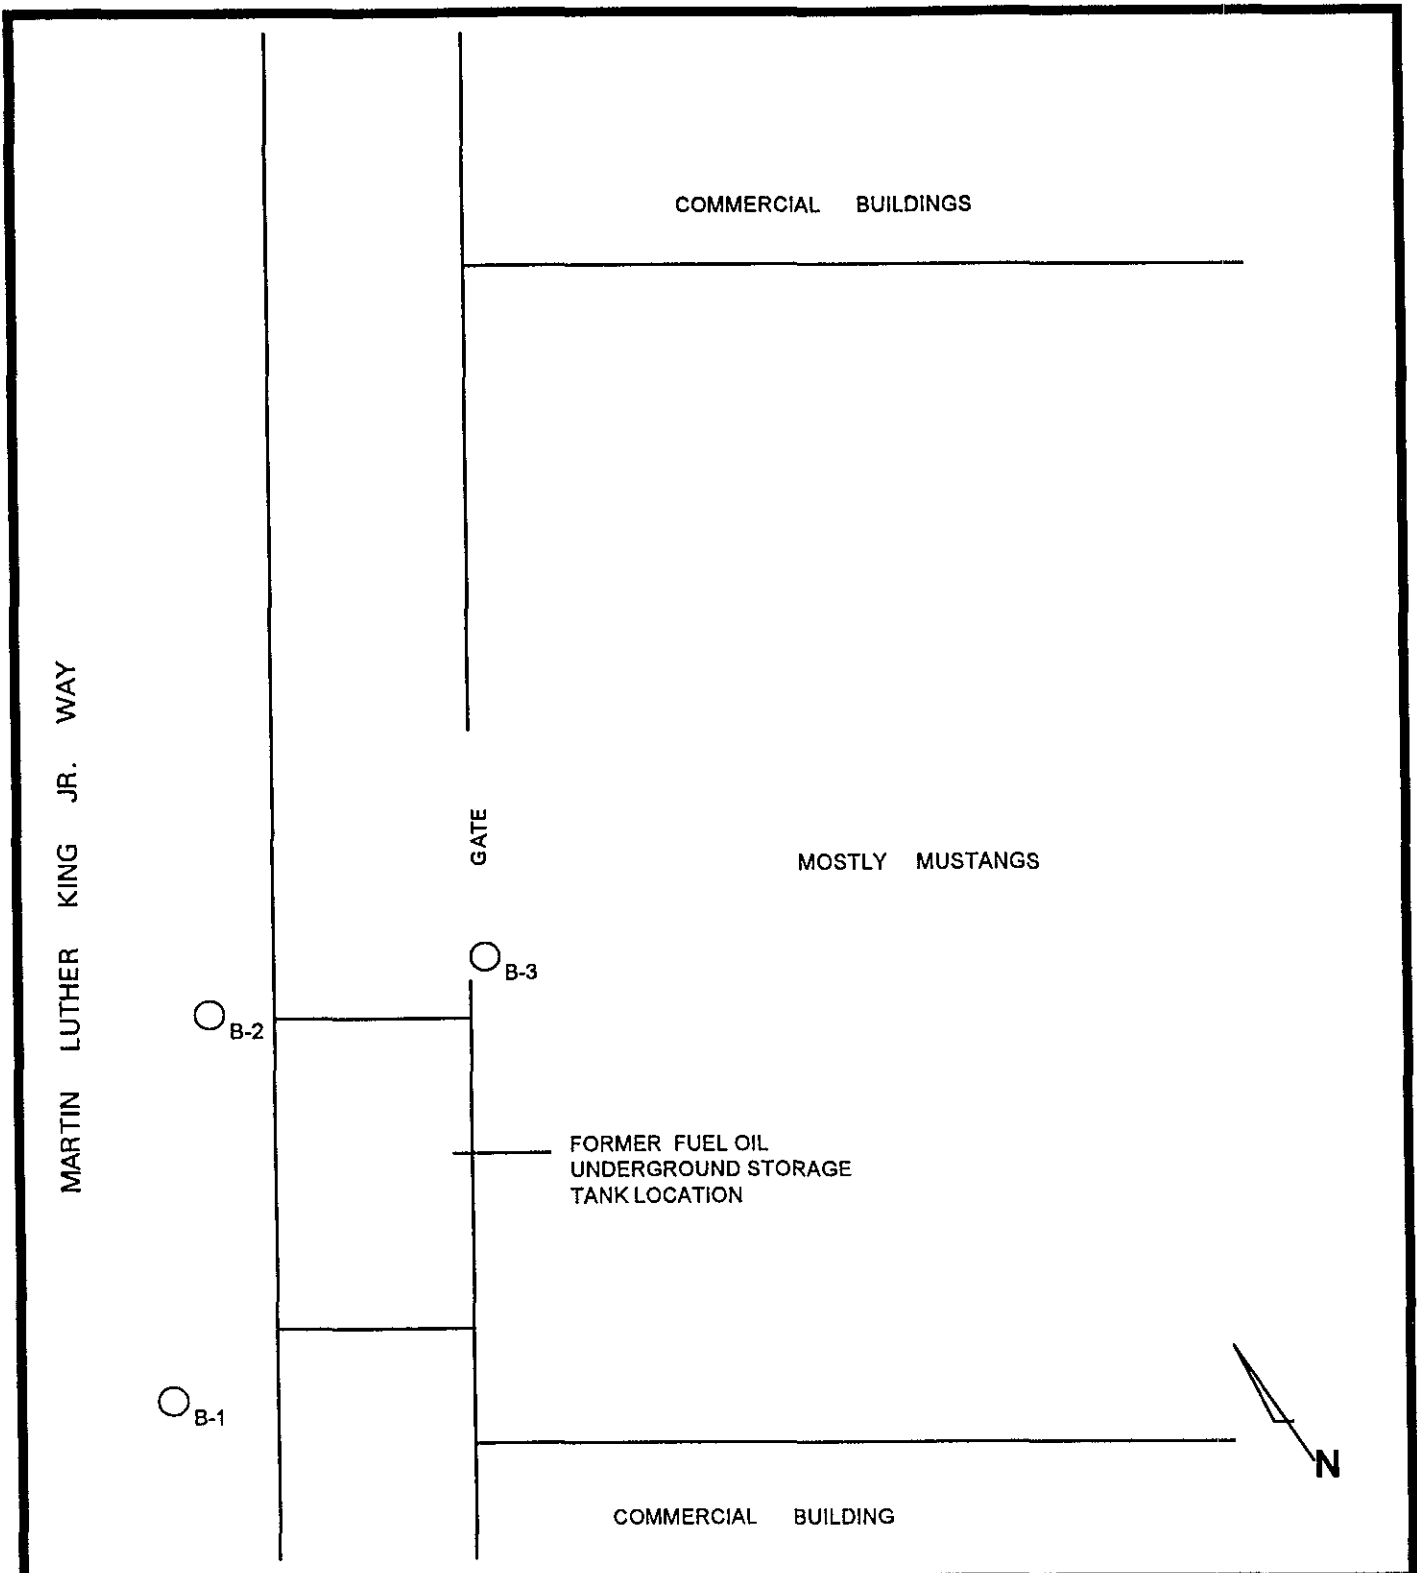 COMMERCIAL BUILDINGS
MARTIN LUTHER KING JR. WAY
GATE
MOSTLY MUSTANGS
B-3
B-2
FORMER FUEL OIL
UNDERGROUND STORAGE
TANK LOCATION
B-1
N
COMMERCIAL BUILDING